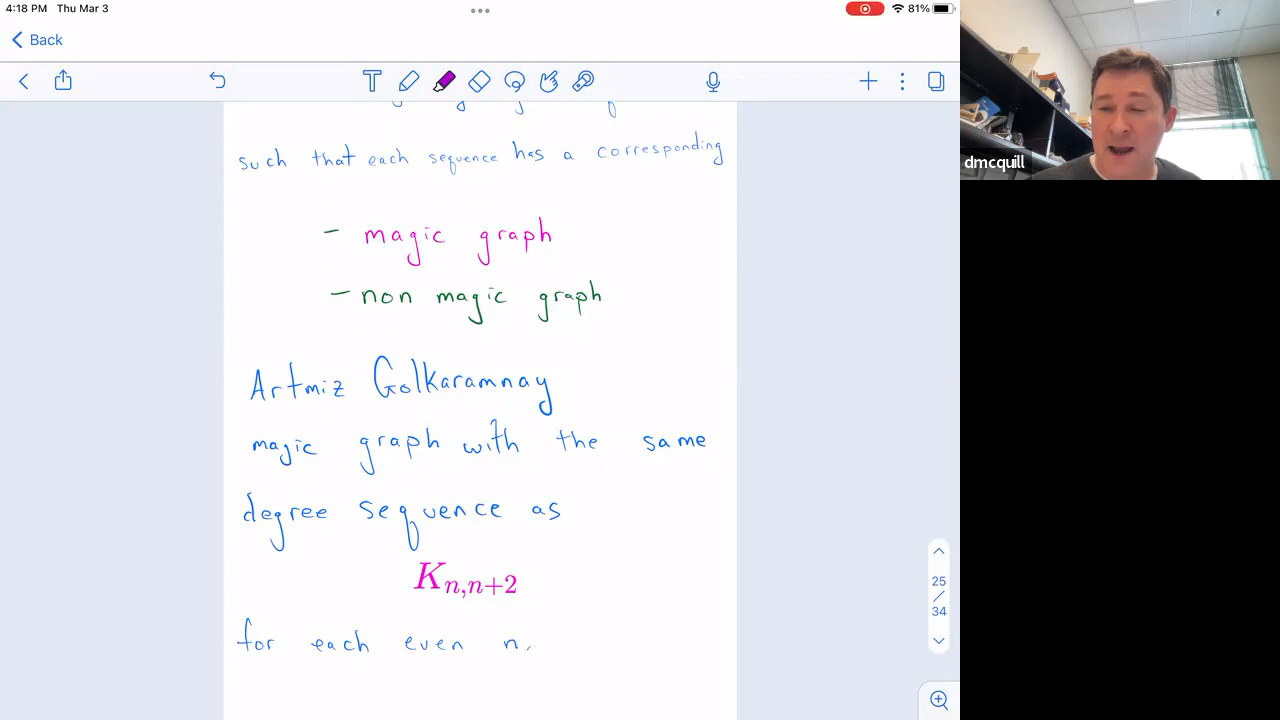 4:18 PM Thu Mar 3
81%
Back
T
such that each sequence has a corresponding
- magic graph
- non magic graph
Artmiz Golkaramnay
magic graph with the same
degree sequence as
K_{n,n+2}
for each even n.
25
/
34
dmcquill